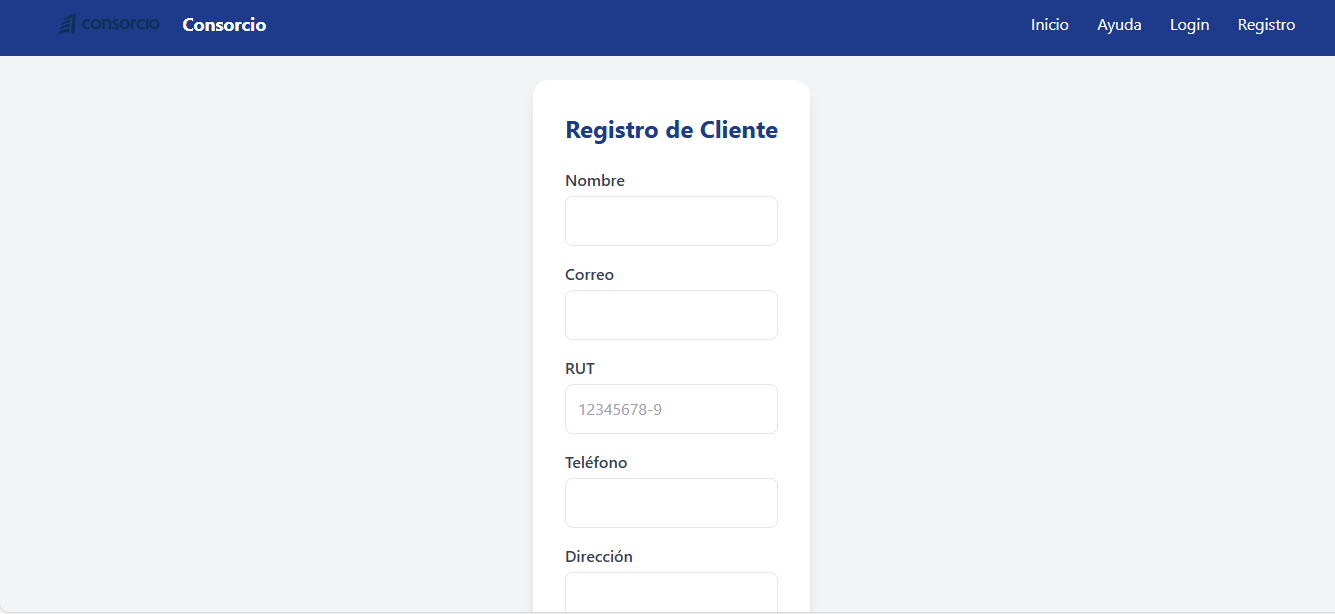 consorcio Consorcio Inicio Ayuda Login Registro
Registro de Cliente
Nombre
Correo
RUT
12345678-9
Teléfono
Dirección